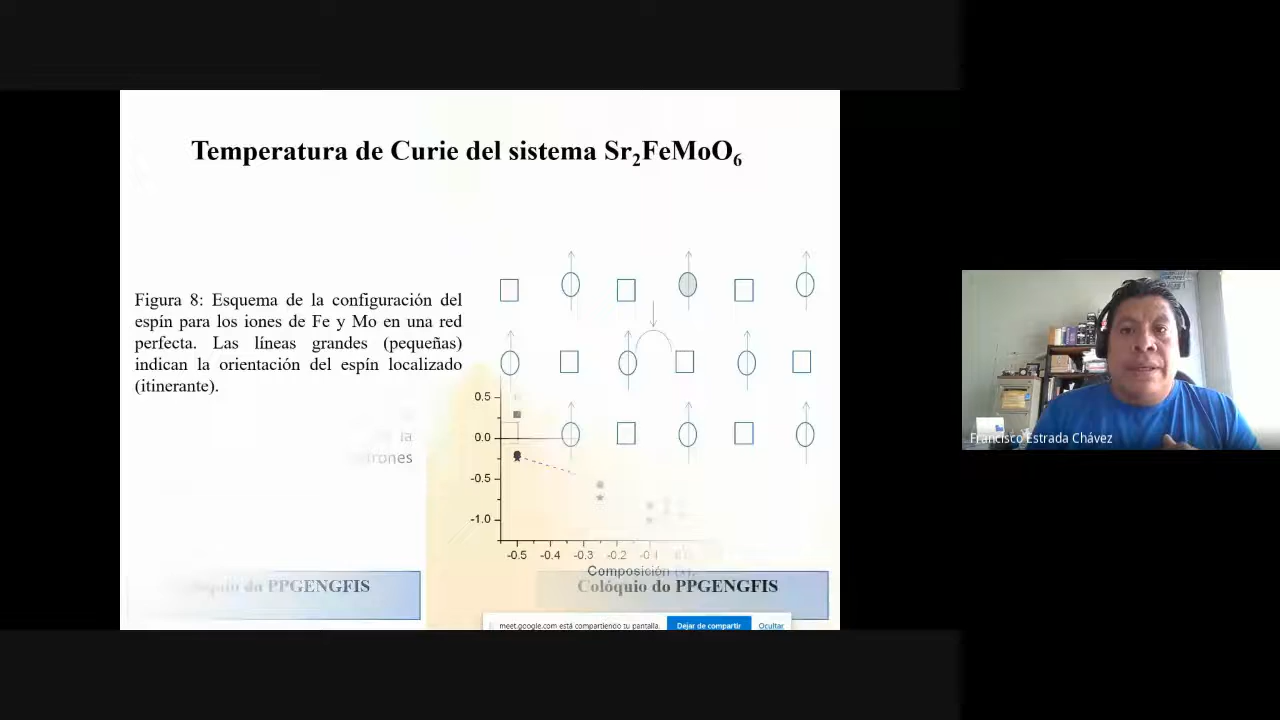 Temperatura de Curie del sistema Sr₂FeMoO₆
Figura 8: Esquema de la configuración del
espín para los iones de Fe y Mo en una red
perfecta. Las líneas grandes (pequeñas)
indican la orientación del espín localizado
(itinerante).
la
0.5
0.0
-0.5
-1.0
-0.5 -0.4 -0.3 -0.2
Composición
do PPGENGFIS
Colóquio do PPGENGFIS
meet.google.com está compartiendo tu pantalla.
Dejar de compartir
Ocultar
Francisco Estrada Chávez